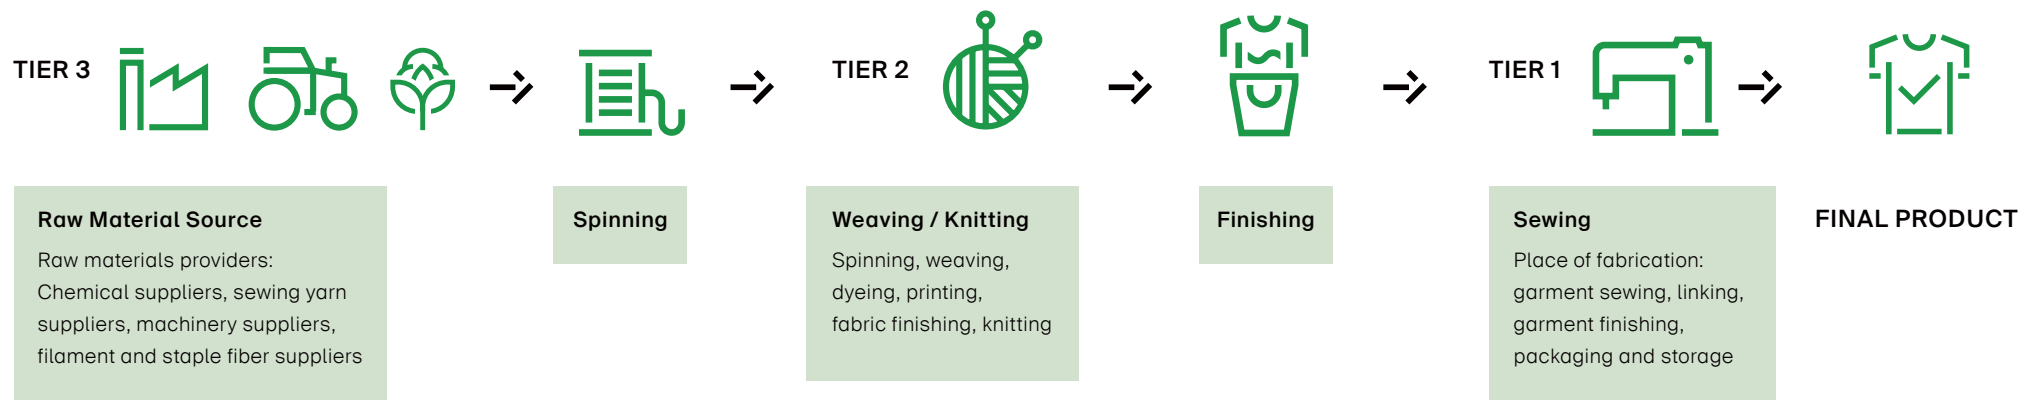 TIER 3
TIER 2
TIER 1
Raw Material Source
Raw materials providers:
Chemical suppliers, sewing yarn
suppliers, machinery suppliers,
filament and staple fiber suppliers
Spinning
Weaving / Knitting
Spinning, weaving,
dyeing, printing,
fabric finishing, knitting
Finishing
Sewing
Place of fabrication:
garment sewing, linking,
garment finishing,
packaging and storage
FINAL PRODUCT